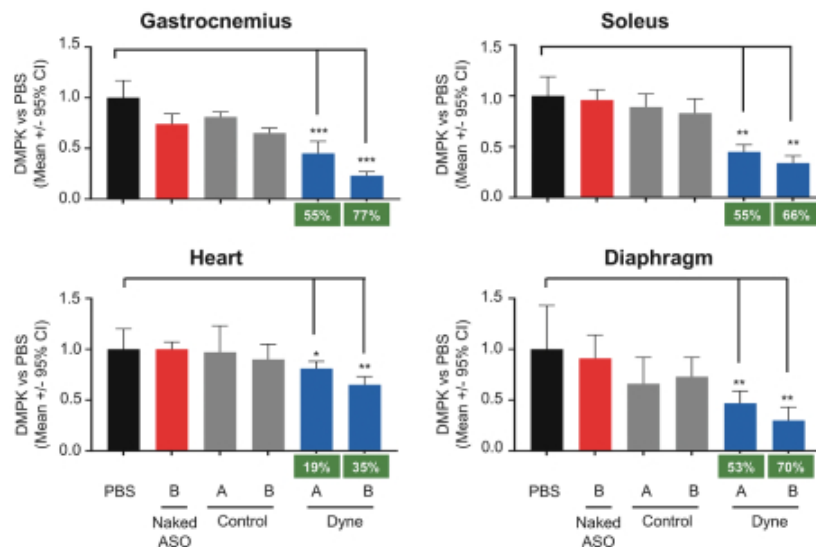 Gastrocnemius
DMPK vs PBS
(Mean +/- 95% CI)
1.5
1.0
0.5
0.0
***
***
55%
77%
Soleus
DMPK vs PBS
(Mean +/- 95% CI)
1.5
1.0
0.5
0.0
**
**
55%
66%
Heart
DMPK vs PBS
(Mean +/- 95% CI)
1.5
1.0
0.5
0.0
*
**
19%
35%
PBS B A B A B
Naked ASO Control Dyne
Diaphragm
DMPK vs PBS
(Mean +/- 95% CI)
1.5
1.0
0.5
0.0
**
**
53%
70%
PBS B A B A B
Naked ASO Control Dyne